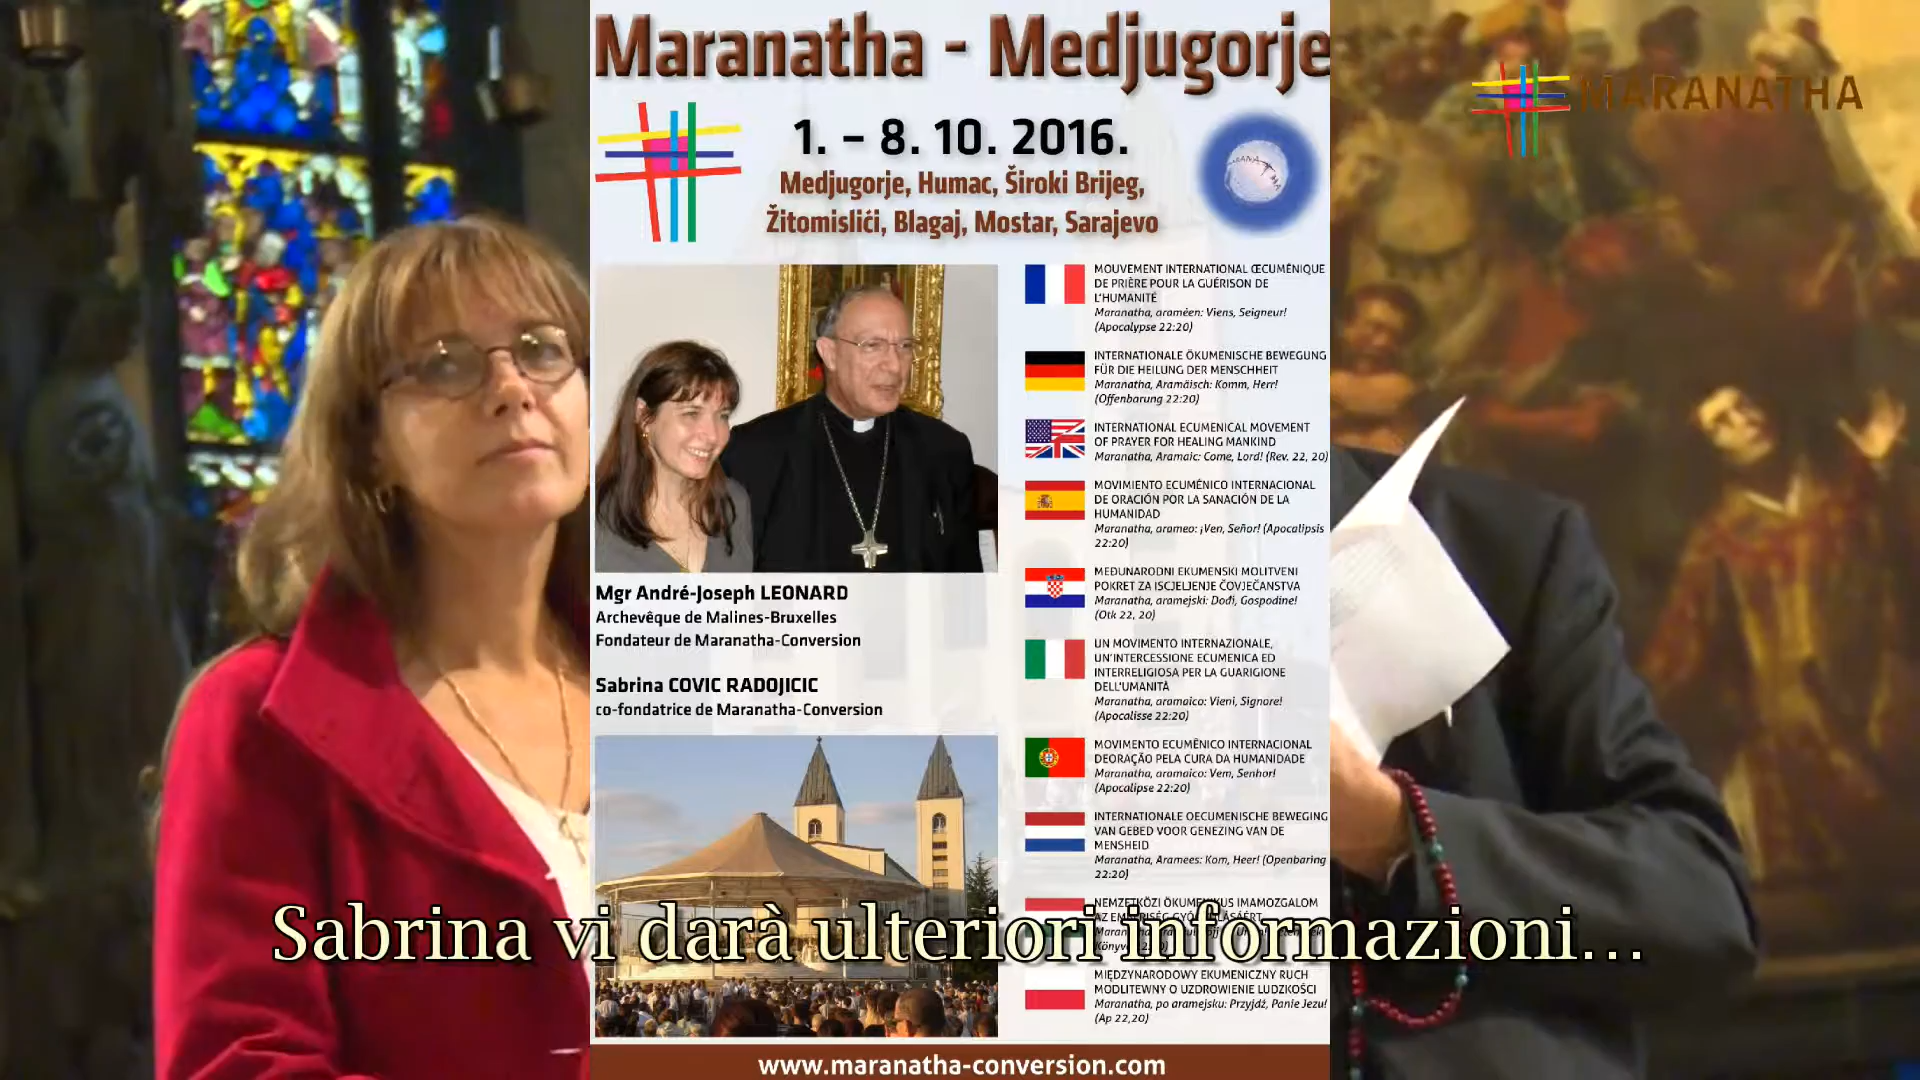 Maranatha - Medjugorje
1. – 8. 10. 2016.
Medjugorje, Humac, Široki Brijeg,
Žitomislići, Blagaj, Mostar, Sarajevo
MARANATHA
MOUVEMENT INTERNATIONAL ŒCUMÉNIQUE
DE PRIÈRE POUR LA GUÉRISON DE
L'HUMANITÉ
Maranatha, araméen: Viens, Seigneur!
(Apocalypse 22:20)
INTERNATIONALE ÖKUMENISCHE BEWEGUNG
FÜR DIE HEILUNG DER MENSCHHEIT
Maranatha, Aramäisch: Komm, Herr!
(Offenbarung 22:20)
INTERNATIONAL ECUMENICAL MOVEMENT
OF PRAYER FOR HEALING MANKIND
Maranatha, Aramaic: Come, Lord! (Rev. 22, 20)
MOVIMIENTO ECUMÉNICO INTERNACIONAL
DE ORACIÓN POR LA SANACIÓN DE LA
HUMANIDAD
Maranatha, arameo: ¡Ven, Señor! (Apocalipsis
22:20)
MEĐUNARODNI EKUMENSKI MOLITVENI
POKRET ZA ISCJELJENJE ČOVJEČANSTVA
Maranatha, aramejski: Dođi, Gospodine!
(Otk 22, 20)
UN MOVIMENTO INTERNAZIONALE,
UN'INTERCESSIONE ECUMENICA ED
INTERRELIGIOSA PER LA GUARIGIONE
DELL'UMANITÀ
Maranatha, aramaico: Vieni, Signore!
(Apocalisse 22:20)
MOVIMENTO ECUMÊNICO INTERNACIONAL
DEORAÇÃO PELA CURA DA HUMANIDADE
Maranatha, aramaico: Vem, Senhor!
(Apocalipse 22:20)
INTERNATIONALE OECUMENISCHE BEWEGING
VAN GEBED VOOR GENEZING VAN DE
MENSHEID
Maranatha, Aramees: Kom, Heer! (Openbaring
22:20)
NEMZETKÖZI ÖKUMENIKUS IMAMOZGALOM
MIĘDZYNARODOWY EKUMENICZNY RUCH
MODLITEWNY O UZDROWIENIE LUDZKOŚCI
Maranatha, po aramejsku: Przyjdź, Panie Jezu!
(Ap 22,20)
Mgr André-Joseph LEONARD
Archevêque de Malines-Bruxelles
Fondateur de Maranatha-Conversion
Sabrina COVIC RADOJICIC
co-fondatrice de Maranatha-Conversion
Sabrina vi darà ulteriori informazioni...
www.maranatha-conversion.com